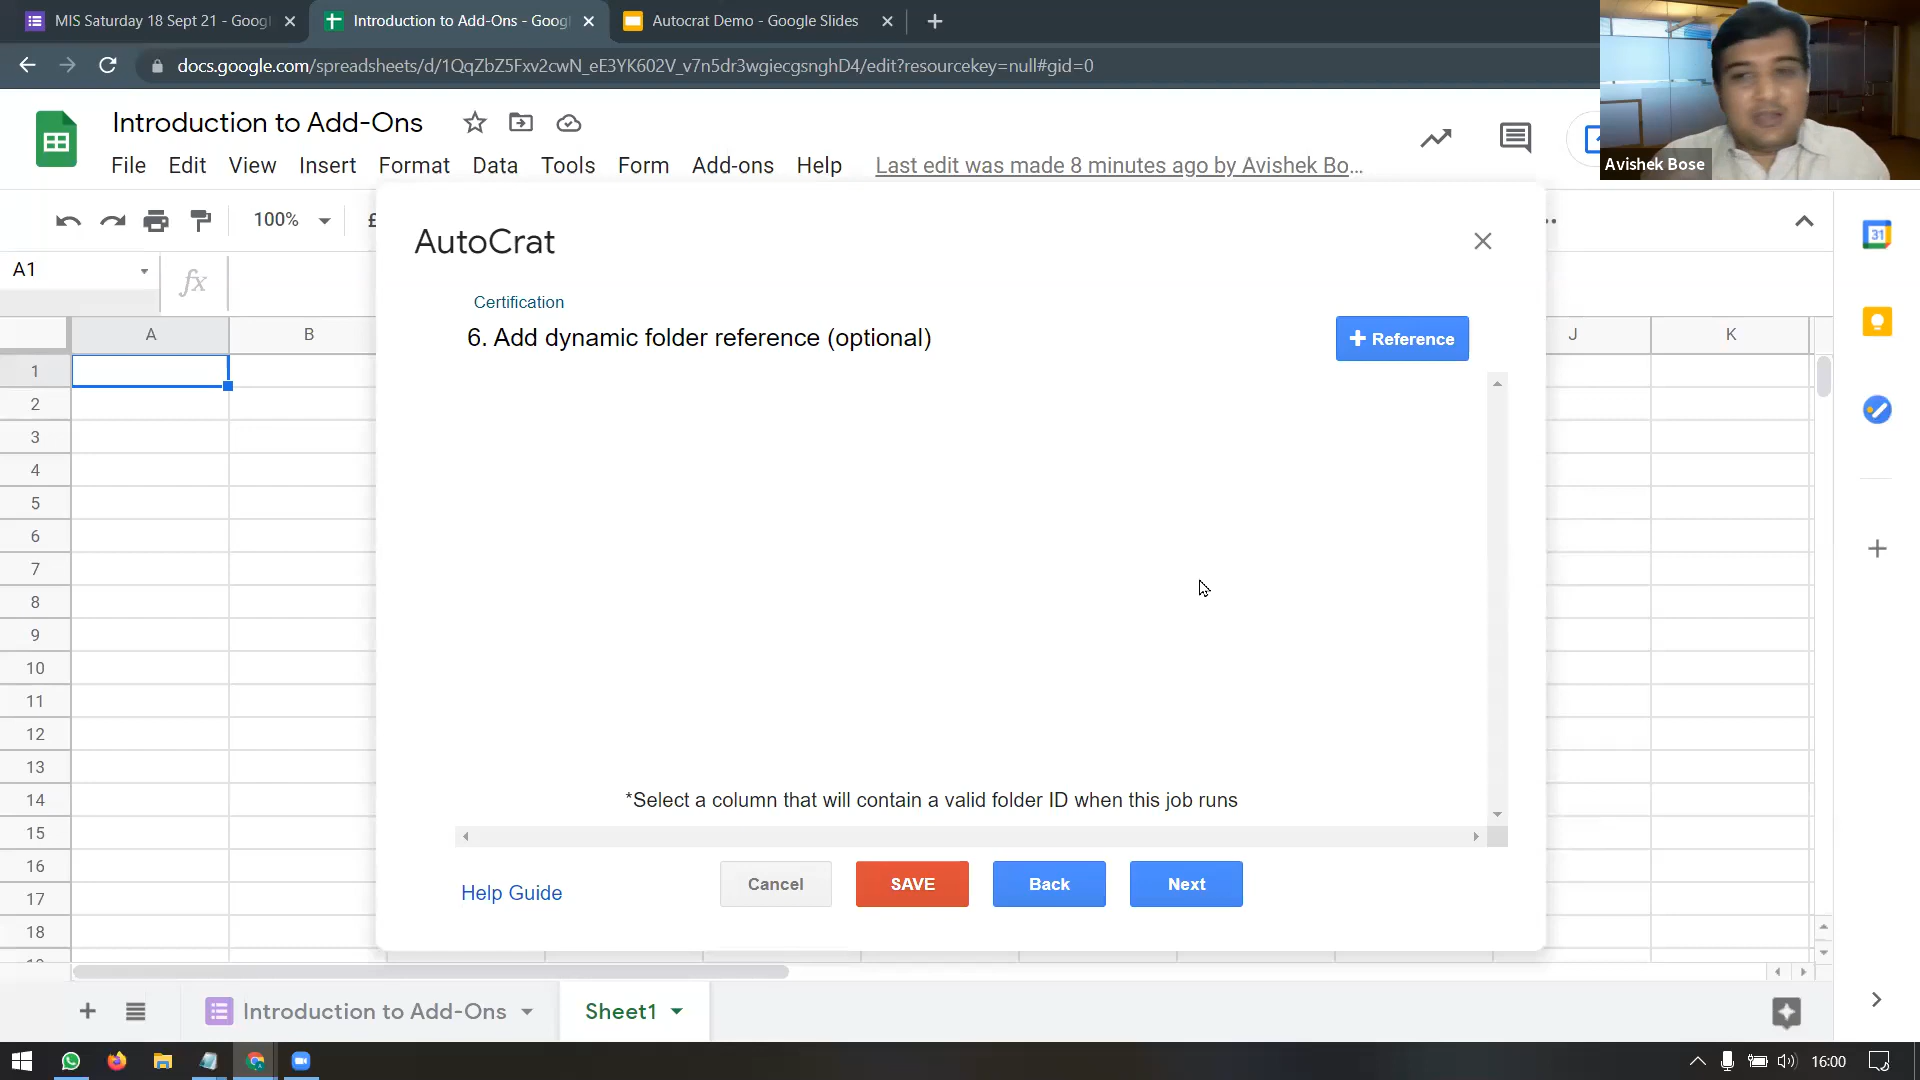 MIS Saturday 18 Sept 21 - Googl
Introduction to Add-Ons - Goog
Autocrat Demo - Google Slides
docs.google.com/spreadsheets/d/1QqZbZ5Fxv2cwN_eE3YK602V_v7n5dr3wgiecgsnghD4/edit?resourcekey=null#gid=0
Introduction to Add-Ons
File Edit View Insert Format Data Tools Form Add-ons Help Last edit was made 8 minutes ago by Avishek Bo...
Avishek Bose
100% £
31
A1 fx
AutoCrat
Certification
6. Add dynamic folder reference (optional)
+ Reference
A B J K
1
2
3
4
5
6
7
8
9
10
11
12
13
14
15
16
17
18
*Select a column that will contain a valid folder ID when this job runs
Help Guide Cancel SAVE Back Next
Introduction to Add-Ons Sheet1
16:00